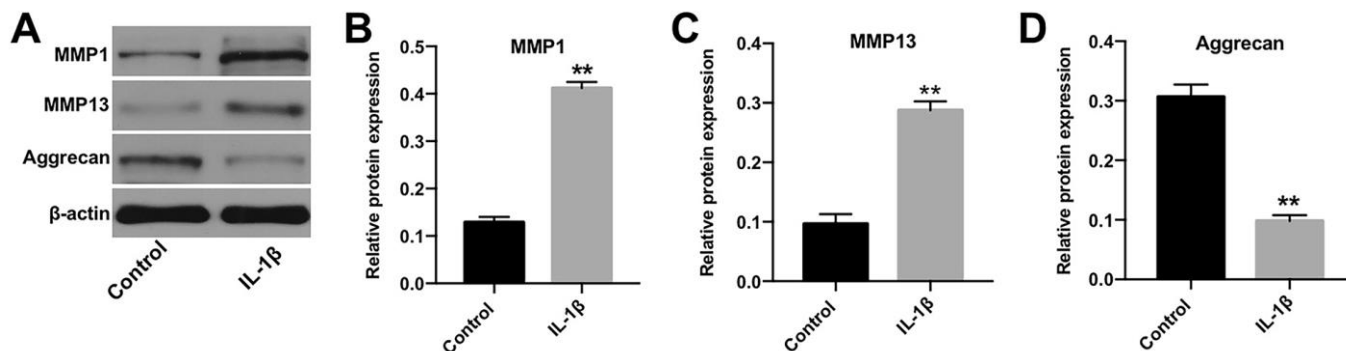 A
MMP1
MMP13
Aggrecan
β-actin
Control
IL-1β
B
MMP1
Relative protein expression
0.5
0.4
0.3
0.2
0.1
0.0
**
Control
IL-1β
C
MMP13
Relative protein expression
0.4
0.3
0.2
0.1
0.0
**
Control
IL-1β
D
Aggrecan
Relative protein expression
0.4
0.3
0.2
0.1
0.0
**
Control
IL-1β